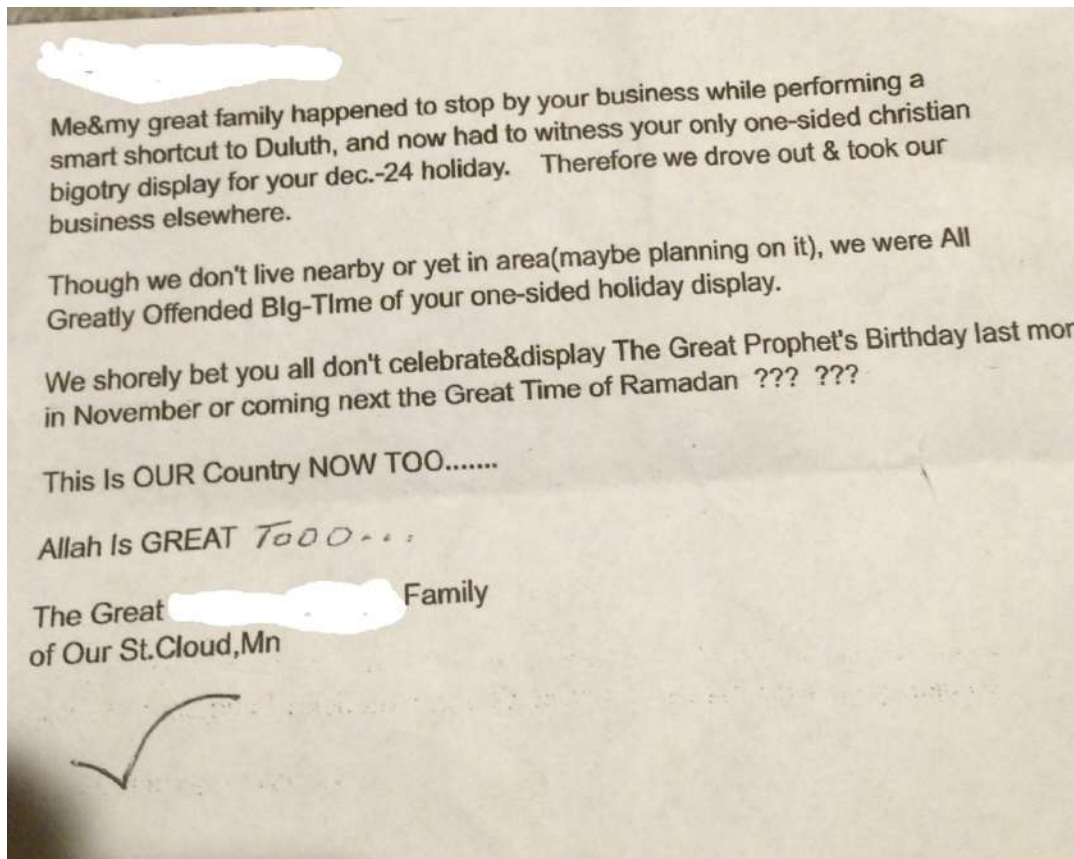 Me&my great family happened to stop by your business while performing a
smart shortcut to Duluth, and now had to witness your only one-sided christian
bigotry display for your dec.-24 holiday. Therefore we drove out & took our
business elsewhere.
Though we don't live nearby or yet in area(maybe planning on it), we were All
Greatly Offended BIg-TIme of your one-sided holiday display.
We shorely bet you all don't celebrate&display The Great Prophet's Birthday last mor
in November or coming next the Great Time of Ramadan ??? ???
This Is OUR Country NOW TOO.......
Allah Is GREAT TOOO...:
The Great Family
of Our St.Cloud,Mn